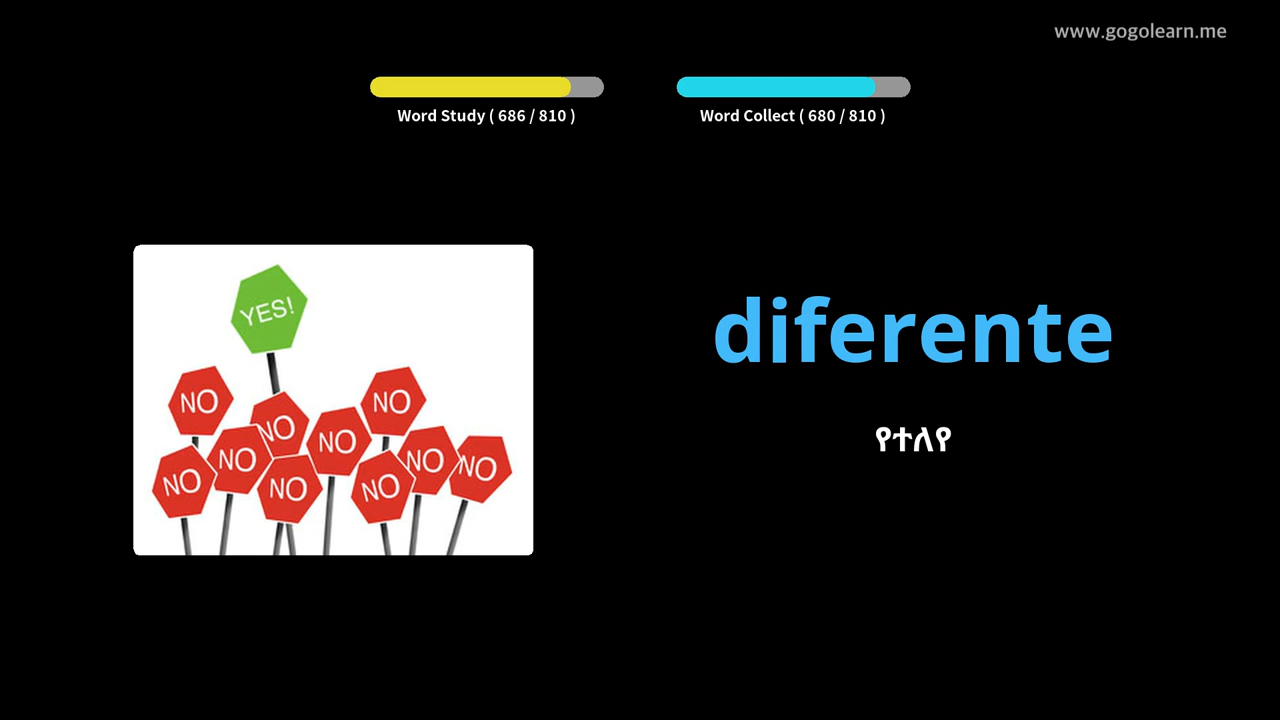 www.gogolearn.me
Word Study ( 686 / 810 )
Word Collect ( 680 / 810 )
YES!
NO
NO
NO
NO
NO
NO
NO
NO
NO
NO
diferente
የተለየ